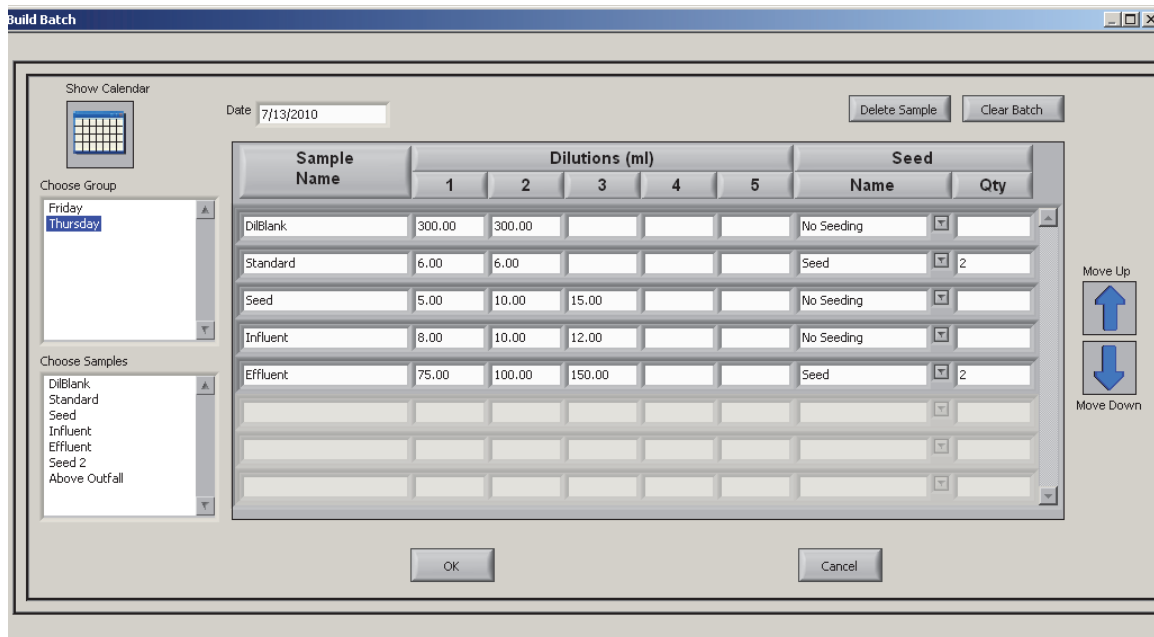 Build Batch
Show Calendar
Date 7/13/2010
Delete Sample Clear Batch
Choose Group
Friday
Thursday
Choose Samples
DilBlank
Standard
Seed
Influent
Effluent
Seed 2
Above Outfall
Sample Name Dilutions (ml) Seed
1 2 3 4 5 Name Qty
DilBlank 300.00 300.00 No Seeding
Standard 6.00 6.00 Seed 2
Seed 5.00 10.00 15.00 No Seeding
Influent 8.00 10.00 12.00 No Seeding
Effluent 75.00 100.00 150.00 Seed 2
Move Up
Move Down
OK Cancel